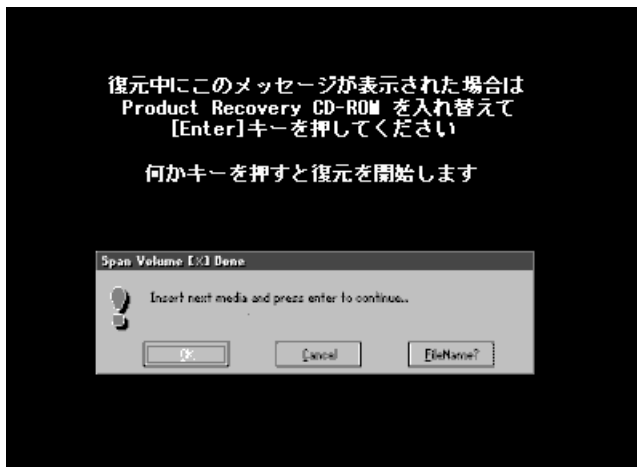 復元中にこのメッセージが表示された場合は
Product Recovery CD-ROM を入れ替えて
[Enter]キーを押してください
何かキーを押すと復元を開始します
Span Volume [X] Done
Insert next media and press enter to continue..
OK
Cancel
FileName?